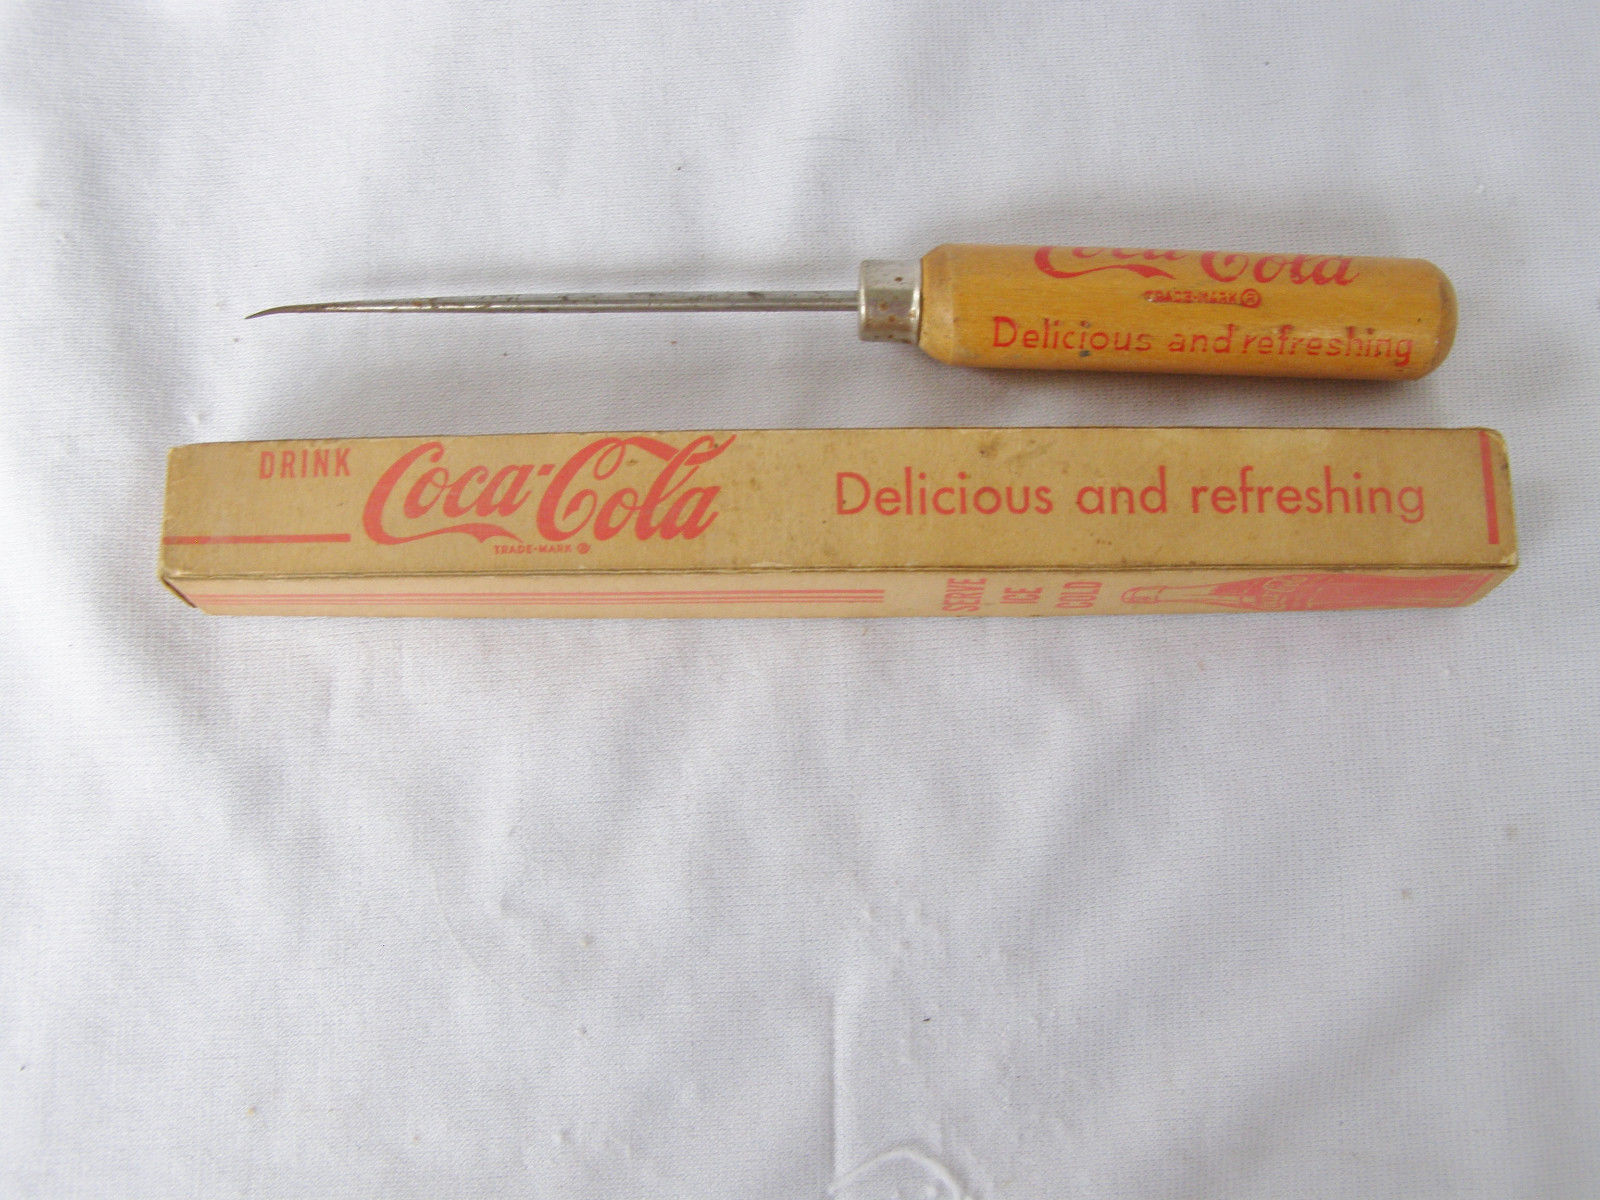 Coca-Cola
TRADE-MARK ®
Delicious and refreshing
DRINK
Coca-Cola
TRADE-MARK ®
Delicious and refreshing
SERVE
ICE
COLD